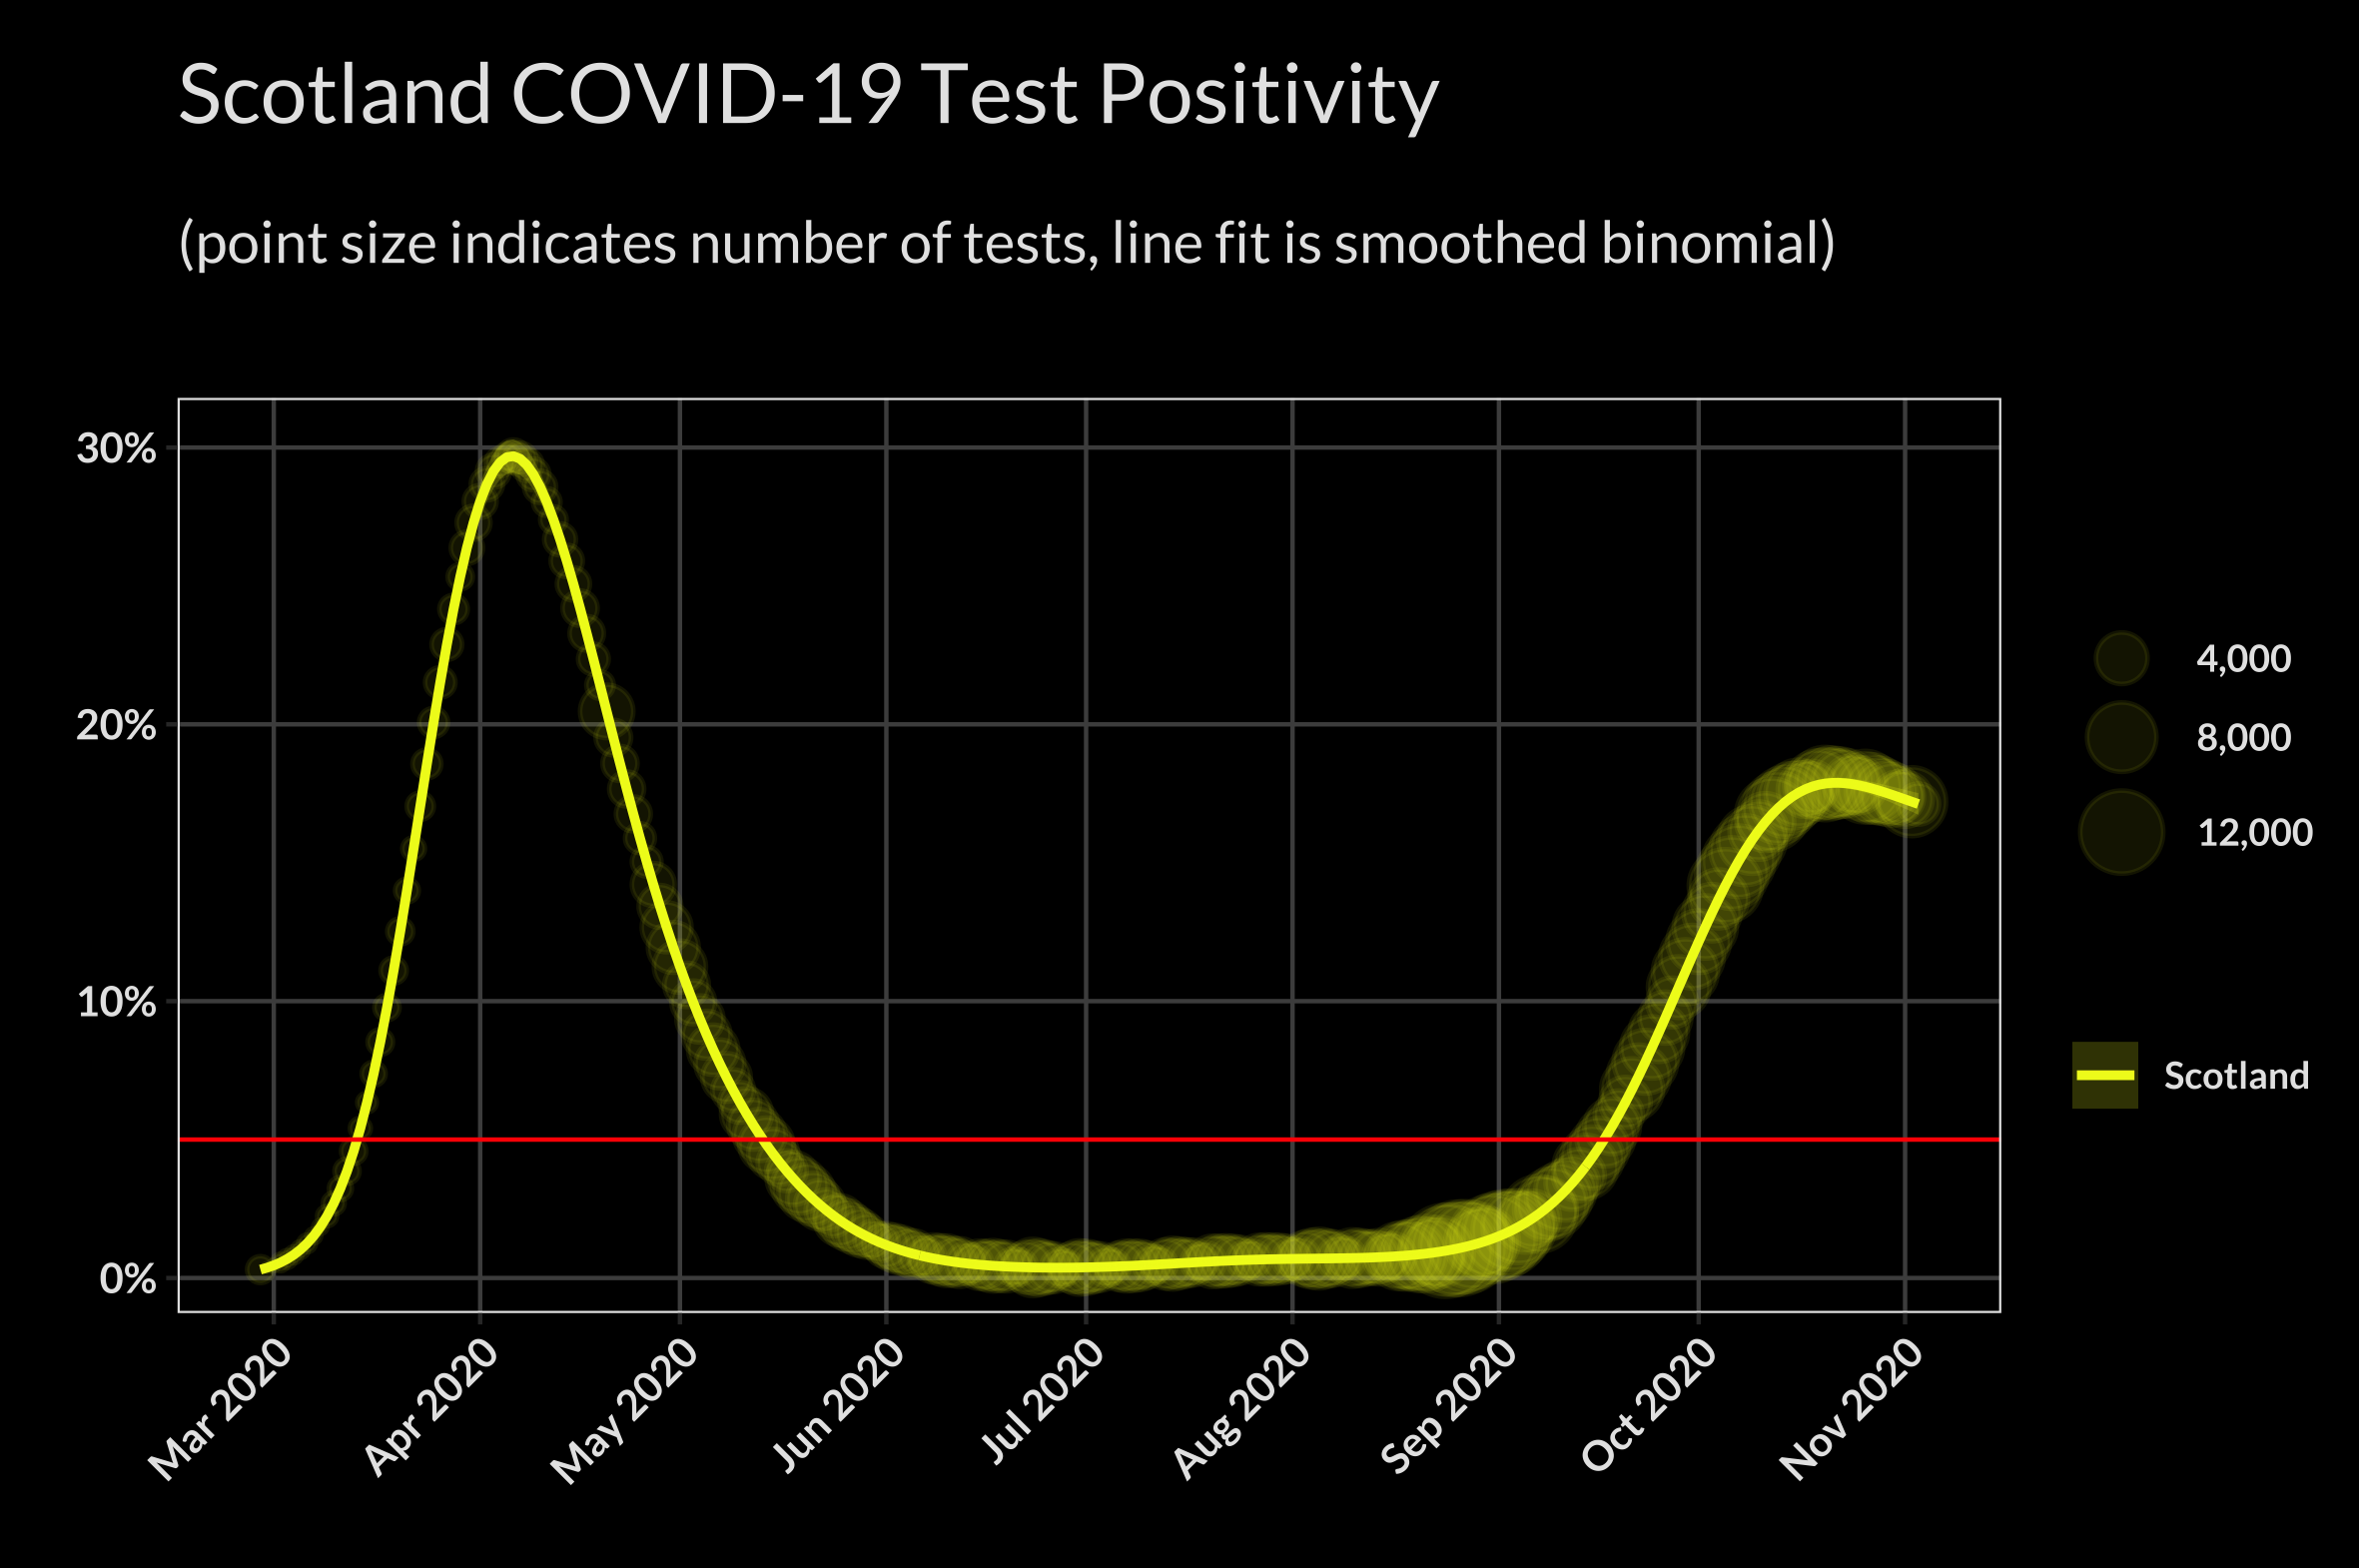 Scotland COVID-19 Test Positivity
(point size indicates number of tests, line fit is smoothed binomial)
30%
20%
10%
0%
Mar 2020
Apr 2020
May 2020
Jun 2020
Jul 2020
Aug 2020
Sep 2020
Oct 2020
Nov 2020
4,000
8,000
12,000
Scotland